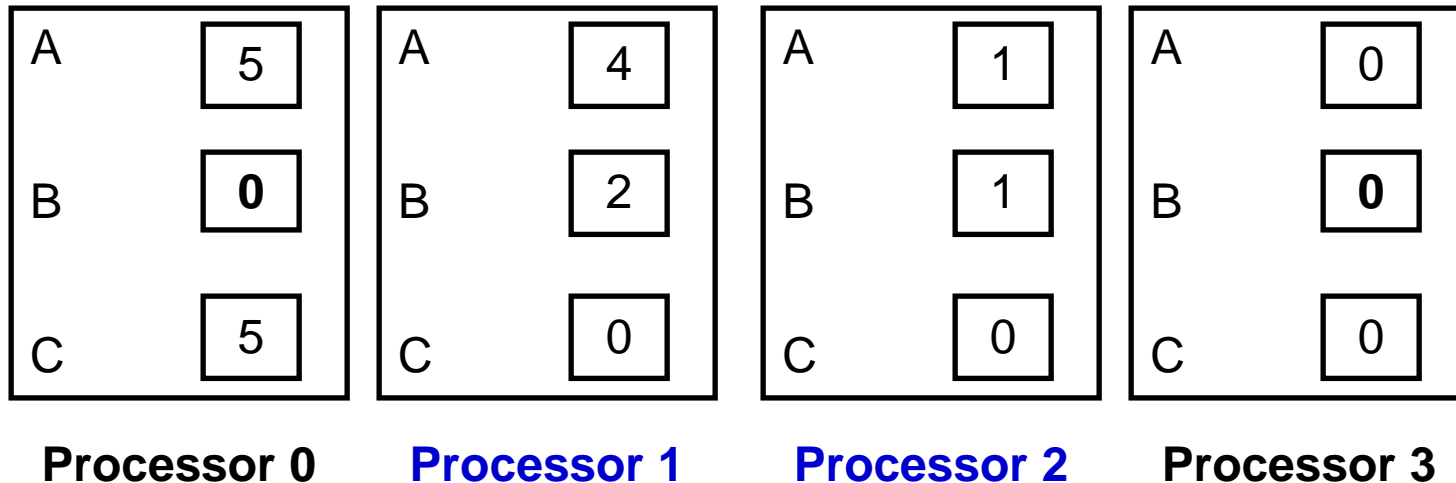 A 5 A 4 A 1 A 0
B 0 B 2 B 1 B 0
C 5 C 0 C 0 C 0
Processor 0 Processor 1 Processor 2 Processor 3